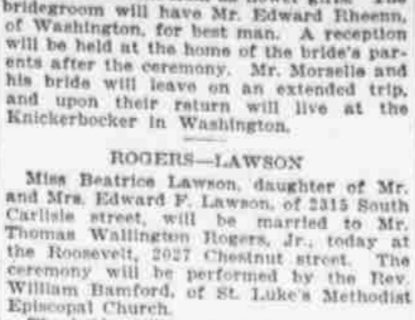 bridegroom will have Mr. Edward Rheenn,
of Washington, for best man. A reception
will be held at the home of the bride's par-
ents after the ceremony. Mr. Morselle and
his bride will leave on an extended trip,
and upon their return will live at the
Knickerbocker in Washington.
ROGERS—LAWSON
Miss Beatrice Lawson, daughter of Mr.
and Mrs. Edward F. Lawson, of 2315 South
Carlisle street, will be married to Mr.
Thomas Wallington Rogers, Jr., today at
the Roosevelt, 2027 Chestnut street. The
ceremony will be performed by the Rev.
William Bamford, of St. Luke's Methodist
Episcopal Church.